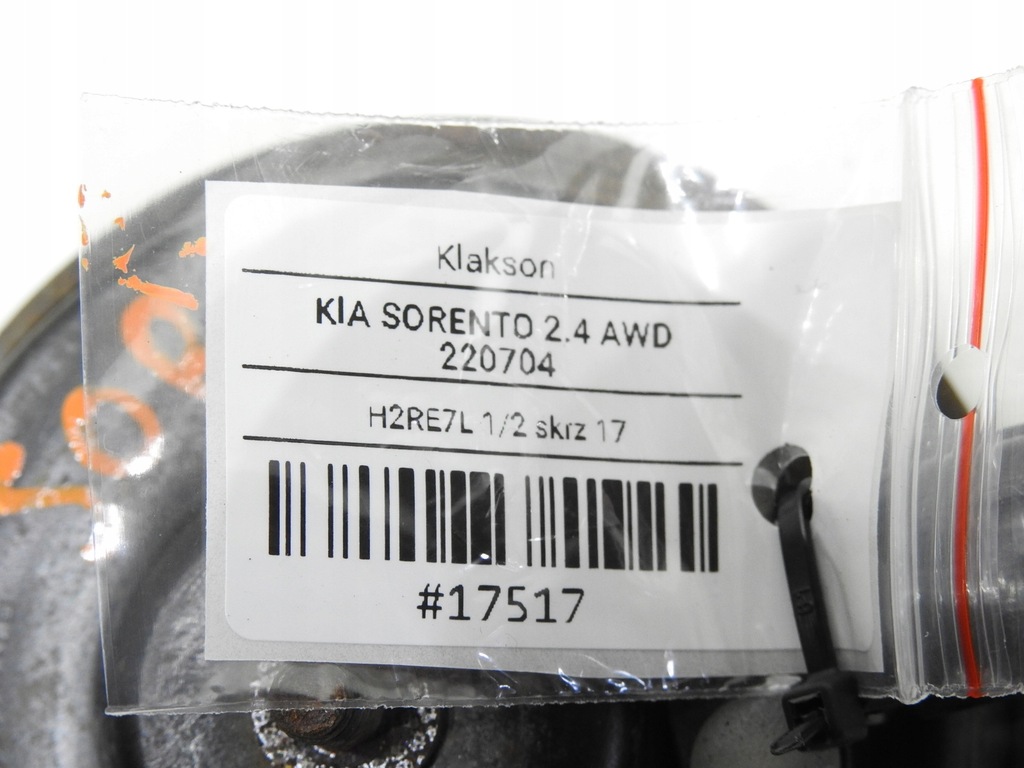 Klakson
KIA SORENTO 2.4 AWD
220704
H2RE7L 1/2 skrz 17
#17517